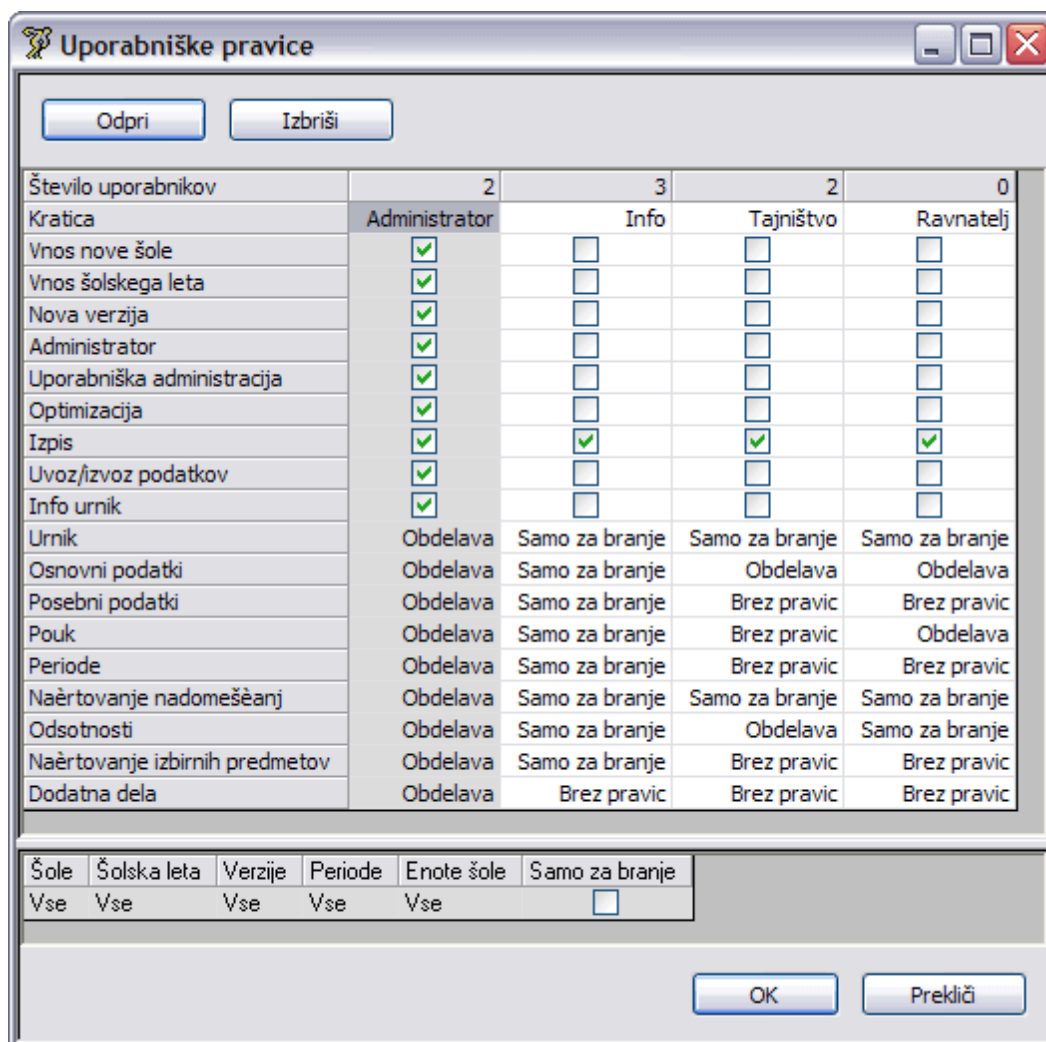 Uporabniške pravice
Odpri Izbriši
Število uporabnikov 2 3 2 0
Kratica Administrator Info Tajništvo Ravnatelj
Vnos nove šole
Vnos šolskega leta
Nova verzija
Administrator
Uporabniška administracija
Optimizacija
Izpis
Uvoz/izvoz podatkov
Info urnik
Urnik Obdelava Samo za branje Samo za branje Samo za branje
Osnovni podatki Obdelava Samo za branje Obdelava Obdelava
Posebni podatki Obdelava Samo za branje Brez pravic Brez pravic
Pouk Obdelava Samo za branje Brez pravic Obdelava
Periode Obdelava Samo za branje Brez pravic Brez pravic
Naèrtovanje nadomešèanj Obdelava Samo za branje Samo za branje Samo za branje
Odsotnosti Obdelava Samo za branje Obdelava Samo za branje
Naèrtovanje izbirnih predmetov Obdelava Samo za branje Brez pravic Brez pravic
Dodatna dela Obdelava Brez pravic Brez pravic Brez pravic
Šole Šolska leta Verzije Periode Enote šole Samo za branje
Vse Vse Vse Vse Vse
OK Prekliči